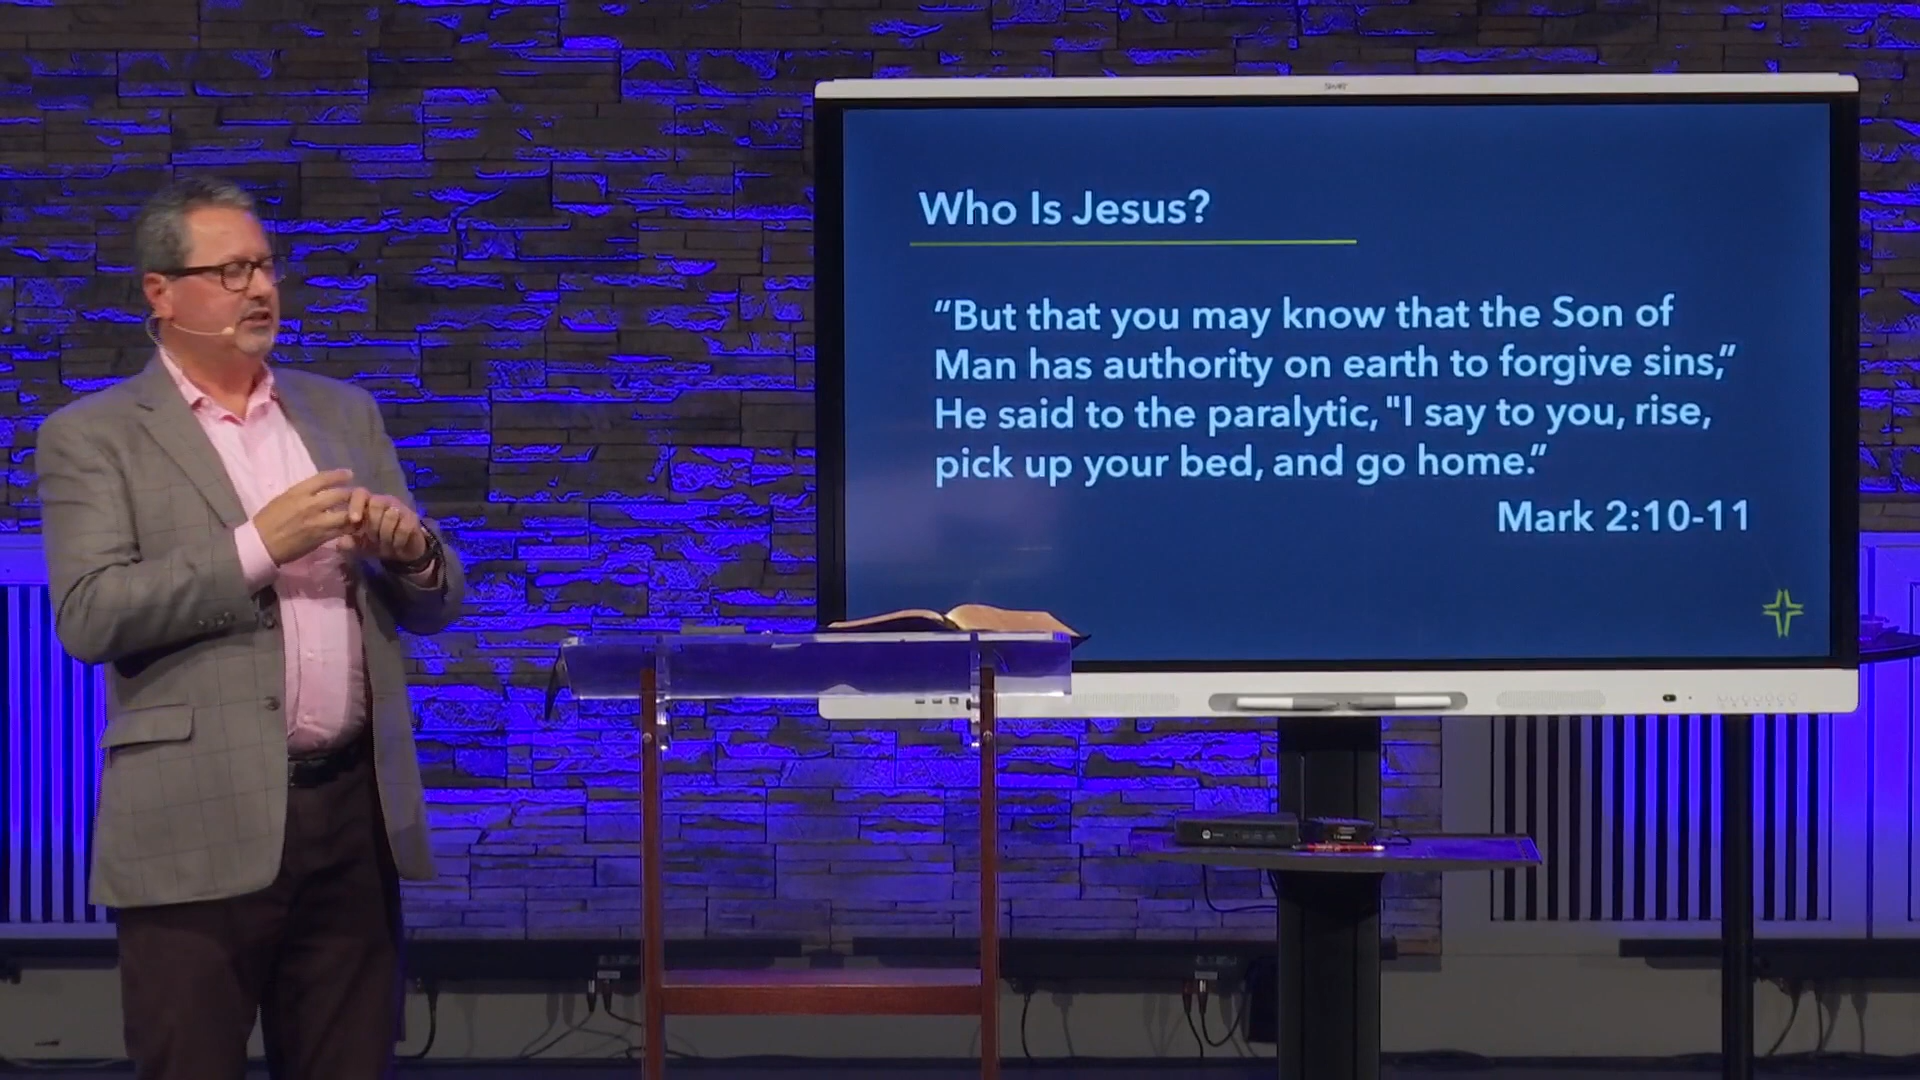 SMART
Who Is Jesus?
“But that you may know that the Son of
Man has authority on earth to forgive sins,”
He said to the paralytic, "I say to you, rise,
pick up your bed, and go home.”
Mark 2:10-11